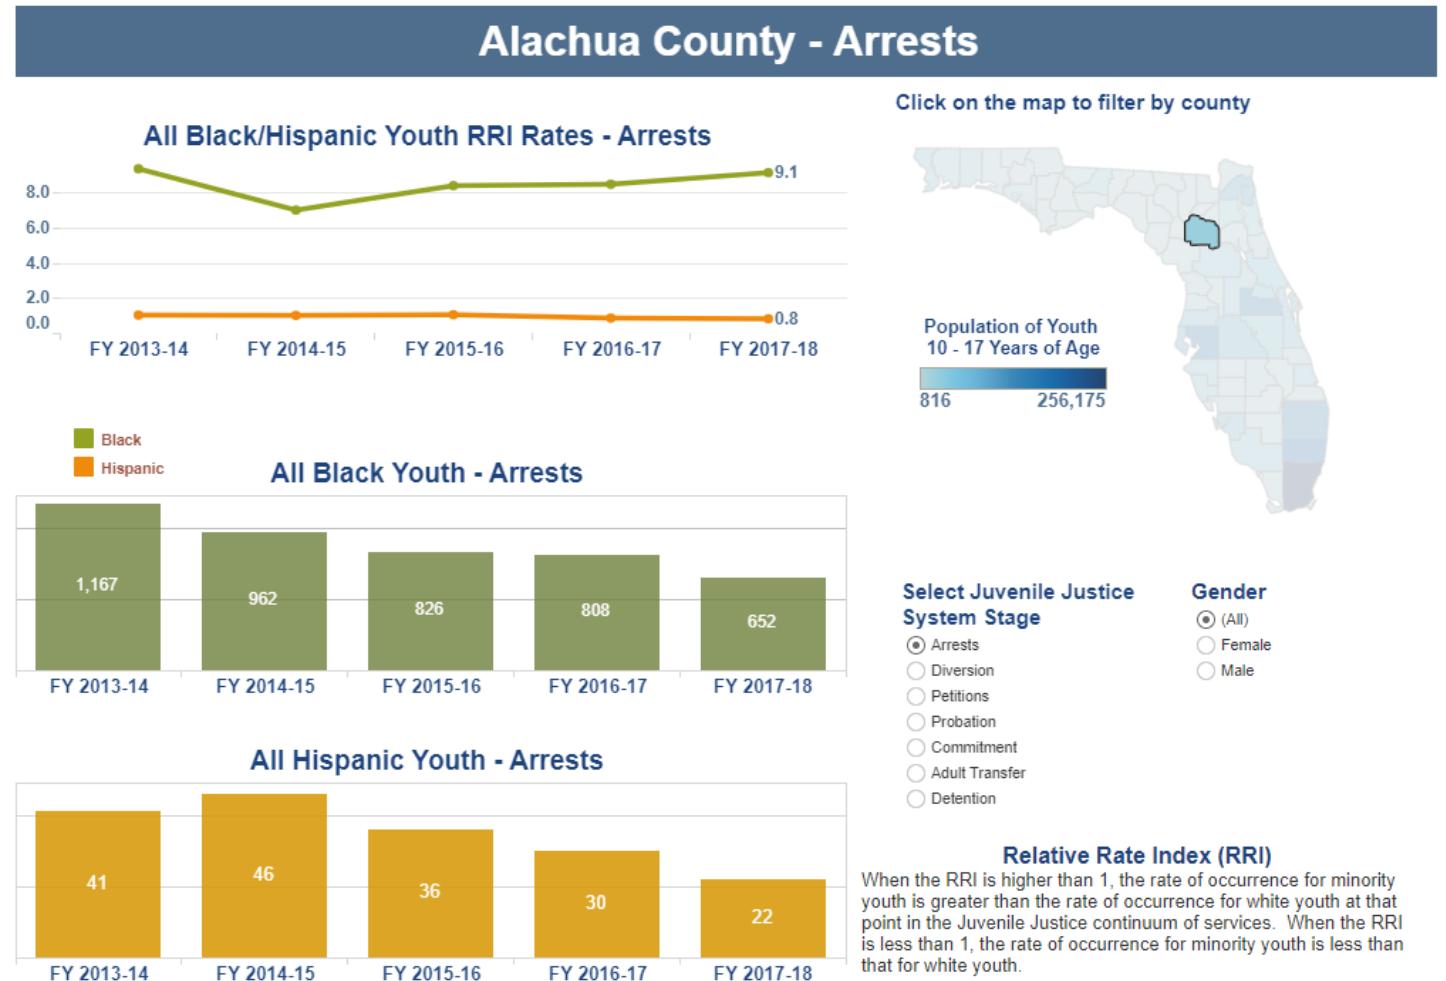 Alachua County - Arrests
All Black/Hispanic Youth RRI Rates - Arrests
8.0
6.0
4.0
2.0
0.0
9.1
0.8
FY 2013-14
FY 2014-15
FY 2015-16
FY 2016-17
FY 2017-18
Black
Hispanic
All Black Youth - Arrests
1,167
962
826
808
652
FY 2013-14
FY 2014-15
FY 2015-16
FY 2016-17
FY 2017-18
All Hispanic Youth - Arrests
41
46
36
30
22
FY 2013-14
FY 2014-15
FY 2015-16
FY 2016-17
FY 2017-18
Click on the map to filter by county
Population of Youth
10 - 17 Years of Age
816
256,175
Select Juvenile Justice
System Stage
Arrests
Diversion
Petitions
Probation
Commitment
Adult Transfer
Detention
Gender
(All)
Female
Male
Relative Rate Index (RRI)
When the RRI is higher than 1, the rate of occurrence for minority
youth is greater than the rate of occurrence for white youth at that
point in the Juvenile Justice continuum of services.  When the RRI
is less than 1, the rate of occurrence for minority youth is less than
that for white youth.